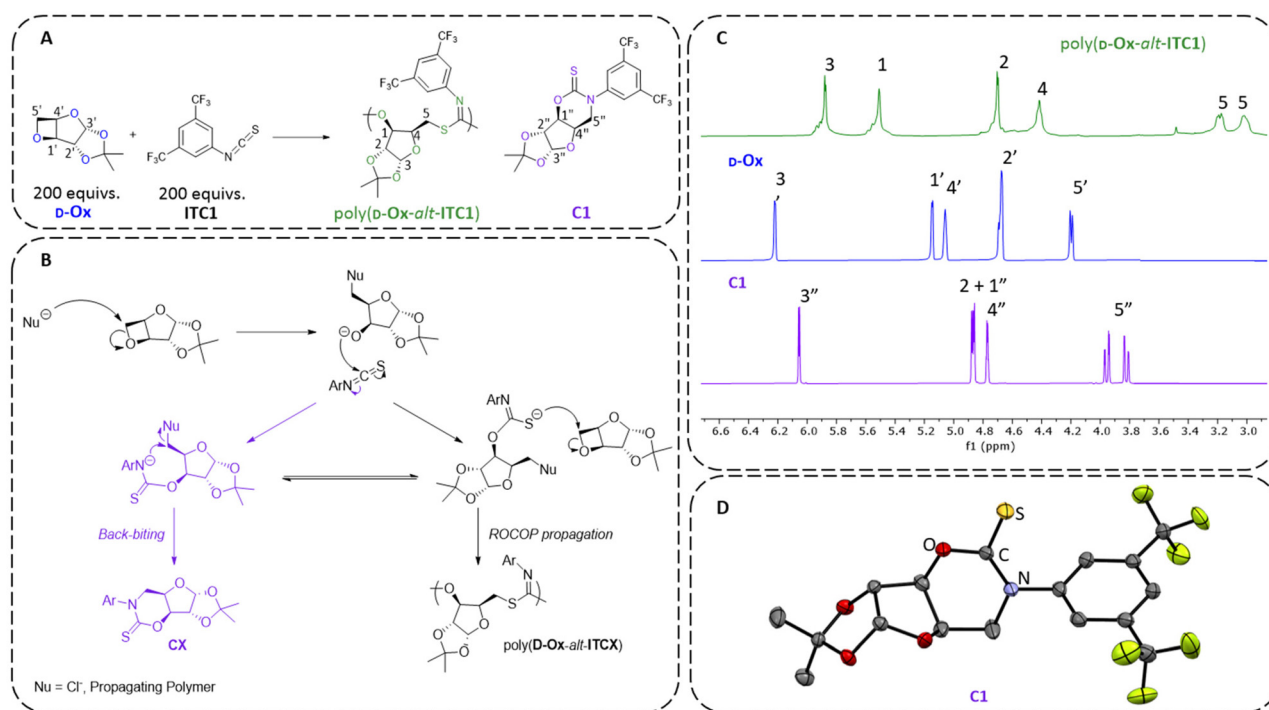 A
CF3
F3C
N
S
O
5'
4'
3'
2'
1'
200 equivs.
D-Ox
+
CF3
F3C
N
S
200 equivs.
ITC1
CF3
F3C
N
S
5
O
1
4
2
3
poly(D-Ox-alt-ITC1)
CF3
CF3
S
O
N
1"
2"
4"
5"
3"
C1
B
Nu
Nu
O
ArN
C
S
Nu
ArN
S
O
ArN
S
O
Nu
Back-biting
ROCOP propagation
Ar
N
S
O
CX
Ar
N
S
O
poly(D-Ox-alt-ITCX)
Nu = Cl-, Propagating Polymer
C
poly(D-Ox-alt-ITC1)
3 1 2 4 5 5
D-Ox
3 , 1’ 4’ 2’ 5’
C1
3” 2 + 1” 4” 5”
6.6 6.4 6.2 6.0 5.8 5.6 5.4 5.2 5.0 4.8 4.6 4.4 4.2 4.0 3.8 3.6 3.4 3.2 3.0
f1 (ppm)
D
S
O
C
N
C1